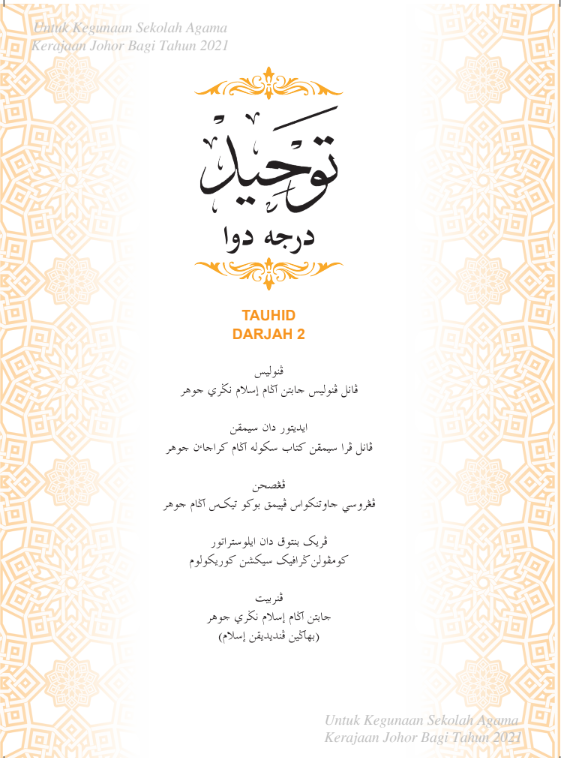 Untuk Kegunaan Sekolah Agama
Kerajaan Johor Bagi Tahun 2021
توحيد
درجه دوا
TAUHID
DARJAH 2
ڤنوليس
ڤانل ڤنوليس جابتن اݢام إسلام نݢري جوهر
ايديتور دان سيمقن
ڤانل ڤرا سيمقن كتاب سكوله اݢام كراجاءن جوهر
ڤڠصحن
ڤڠروسي جاوتنكواس ڤپيمق بوكو تيكس اݢام جوهر
ڤريک بنتوق دان ايلوستراتور
كومڤولن ݢرافيک سيكشن كوريكولوم
ڤنربيت
جابتن اݢام إسلام نݢري جوهر
(بهاݢين ڤنديديقن إسلام)
Untuk Kegunaan Sekolah Agama
Kerajaan Johor Bagi Tahun 2021